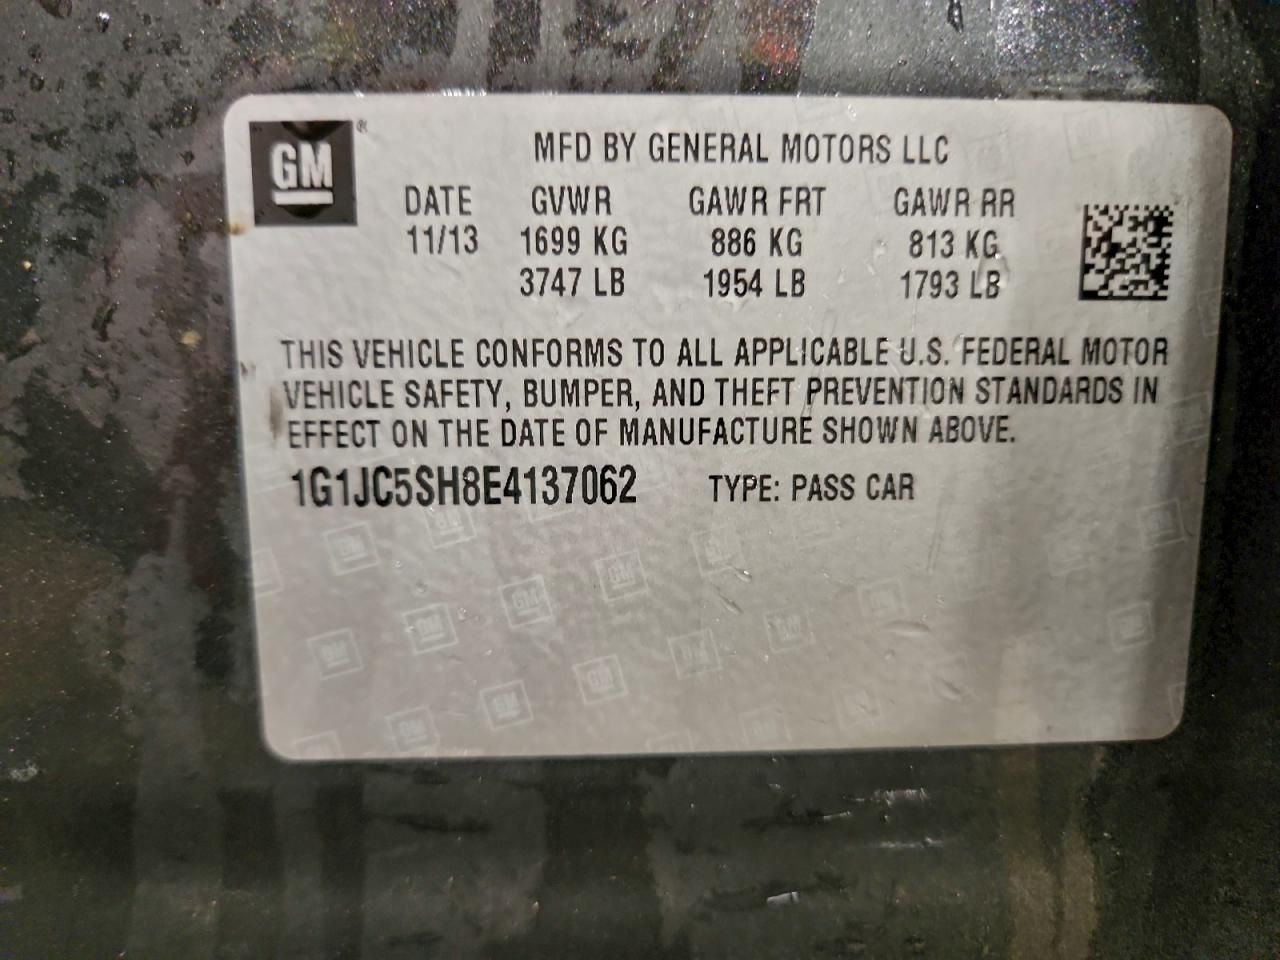 GM®
MFD BY GENERAL MOTORS LLC
DATE GVWR GAWR FRT GAWR RR
11/13 1699 KG 886 KG 813 KG
3747 LB 1954 LB 1793 LB
THIS VEHICLE CONFORMS TO ALL APPLICABLE U.S. FEDERAL MOTOR
VEHICLE SAFETY, BUMPER, AND THEFT PREVENTION STANDARDS IN
EFFECT ON THE DATE OF MANUFACTURE SHOWN ABOVE.
1G1JC5SH8E4137062 TYPE: PASS CAR